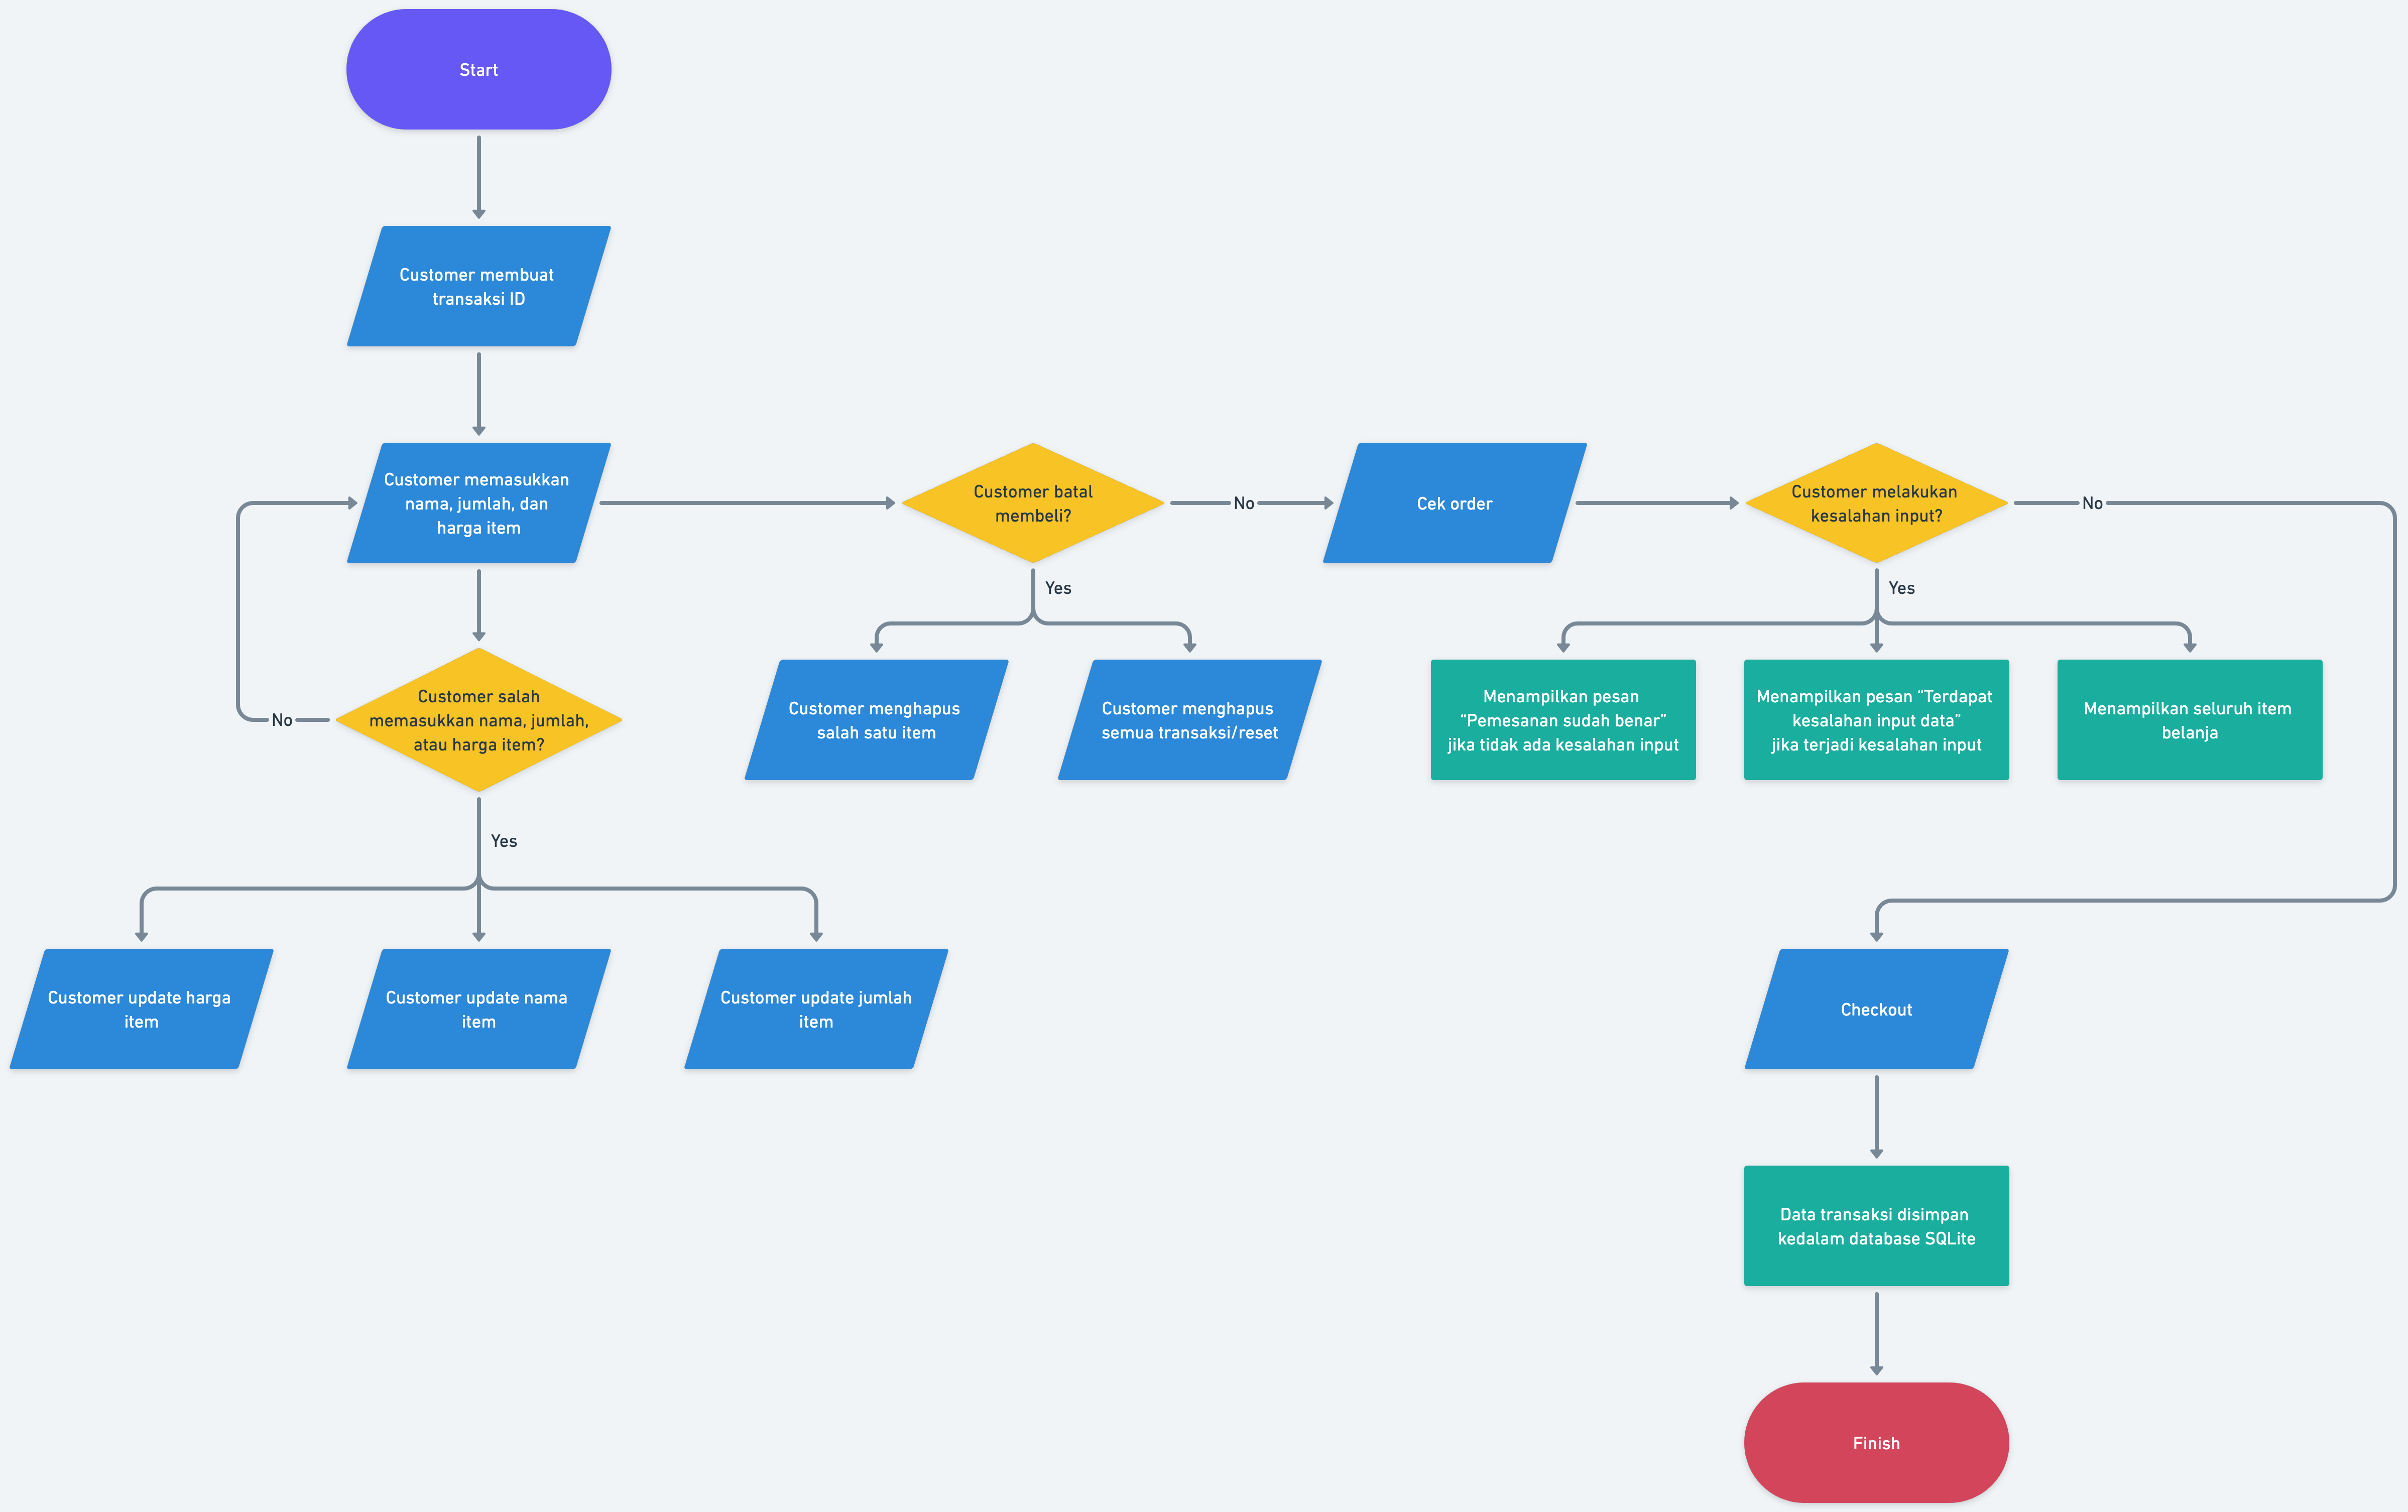 Start
Customer membuat
transaksi ID
Customer memasukkan
nama, jumlah, dan
harga item
Customer batal
membeli?
No
Cek order
Customer melakukan
kesalahan input?
No
Yes
Yes
Customer salah
memasukkan nama, jumlah,
atau harga item?
No
Customer menghapus
salah satu item
Customer menghapus
semua transaksi/reset
Menampilkan pesan
“Pemesanan sudah benar”
jika tidak ada kesalahan input
Menampilkan pesan “Terdapat
kesalahan input data”
jika terjadi kesalahan input
Menampilkan seluruh item
belanja
Yes
Customer update harga
item
Customer update nama
item
Customer update jumlah
item
Checkout
Data transaksi disimpan
kedalam database SQLite
Finish